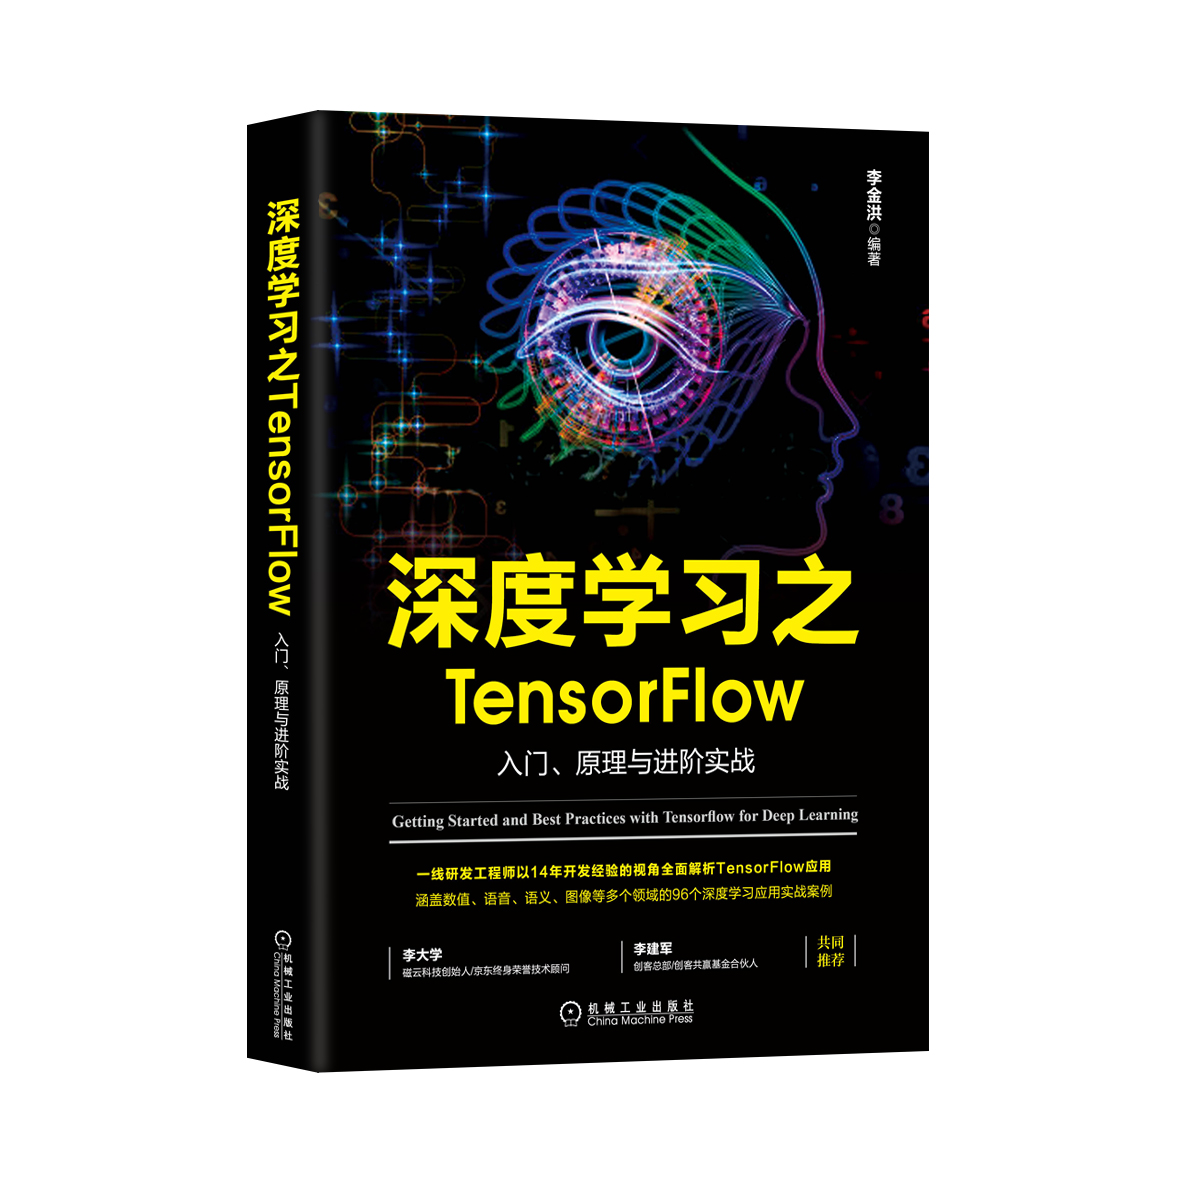 深度学习之TensorFlow
入门、原理与进阶实战
机械工业出版社
China Machine Press
李金洪◎编著
深度学习之
TensorFlow
入门、原理与进阶实战
Getting Started and Best Practices with Tensorflow for Deep Learning
一线研发工程师以14年开发经验的视角全面解析TensorFlow应用
涵盖数值、语音、语义、图像等多个领域的96个深度学习应用实战案例
李大学
磁云科技创始人/京东终身荣誉技术顾问
李建军
创客总部/创客共赢基金合伙人
共同
推荐
机械工业出版社
China Machine Press